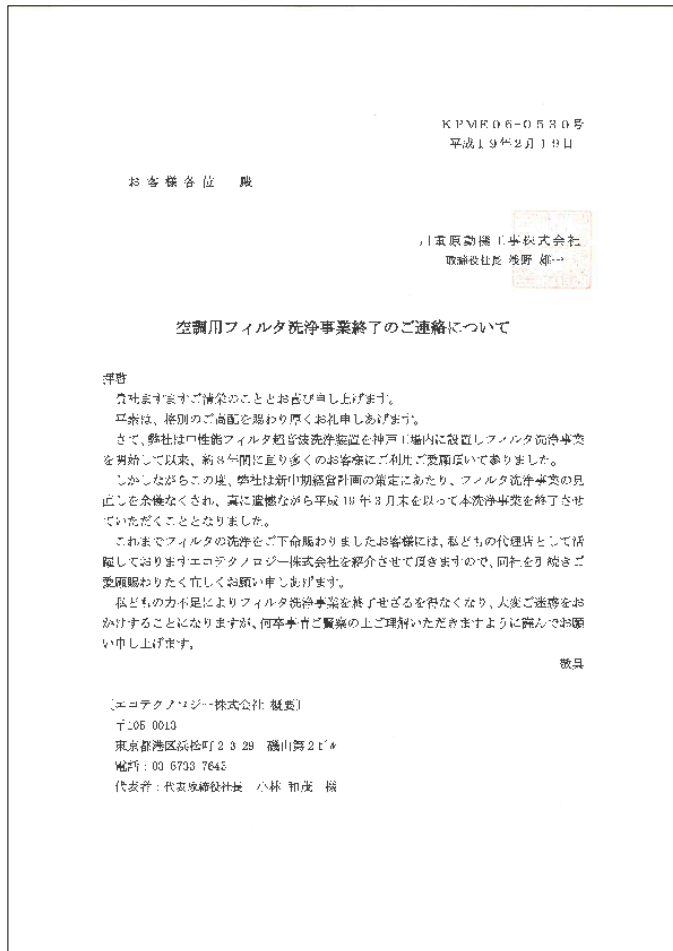 KPME06-0530号
平成19年2月19日
お客様各位 殿
川重原動機工事株式会社
取締役社長 浅野 雄一
空調用フィルタ洗浄事業終了のご連絡について
拝啓
貴社ますますご清栄のこととお喜び申し上げます。
平素は、格別のご高配を賜わり厚くお礼申しあげます。
さて、弊社は中性能フィルタ超音波洗浄装置を神戸工場内に設置しフィルタ洗浄事業
を開始して以来、約8年間に亘り多くのお客様にご利用ご愛顧頂いて参りました。
しかしながらこの度、弊社は新中期経営計画の策定にあたり、フィルタ洗浄事業の見
直しを余儀なくされ、真に遺憾ながら平成19年3月末を以って本洗浄事業を終了させ
ていただくこととなりました。
これまでフィルタの洗浄をご下命賜わりましたお客様には、私どもの代理店として活
躍しておりますエコテクノロジー株式会社を紹介させて頂きますので、同社を引続きご
愛顧賜わりたく宜しくお願い申しあげます。
私どもの力不足によりフィルタ洗浄事業を終了せざるを得なくなり、大変ご迷惑をお
かけすることになりますが、何卒事情ご賢察の上ご理解いただきますように謹んでお願
い申し上げます。
敬具
〔エコテクノロジー株式会社 概要〕
〒105-0013
東京都港区浜松町2-3-29 磯山第2ビル
電話：03-6733-7643
代表者：代表取締役社長 小林 和茂 様